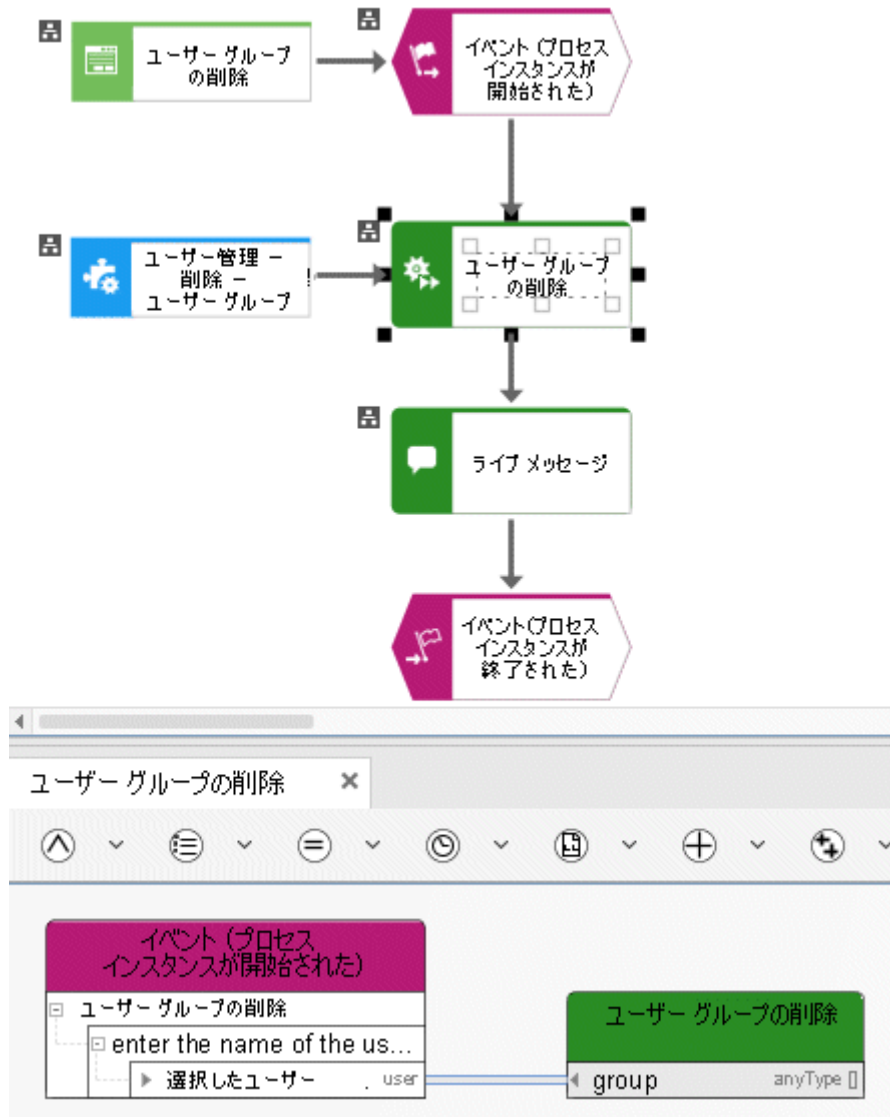 ユーザー グループ
の削除
イベント (プロセス
インスタンスが
開始された)
ユーザー管理 –
削除 –
ユーザー グループ
ユーザー グループ
の削除
ライブ メッセージ
イベント(プロセス
インスタンスが
終了された)
ユーザー グループの削除
イベント (プロセス
インスタンスが開始された)
ユーザー グループの削除
enter the name of the us...
選択したユーザー . user
ユーザー グループの削除
group anyType []